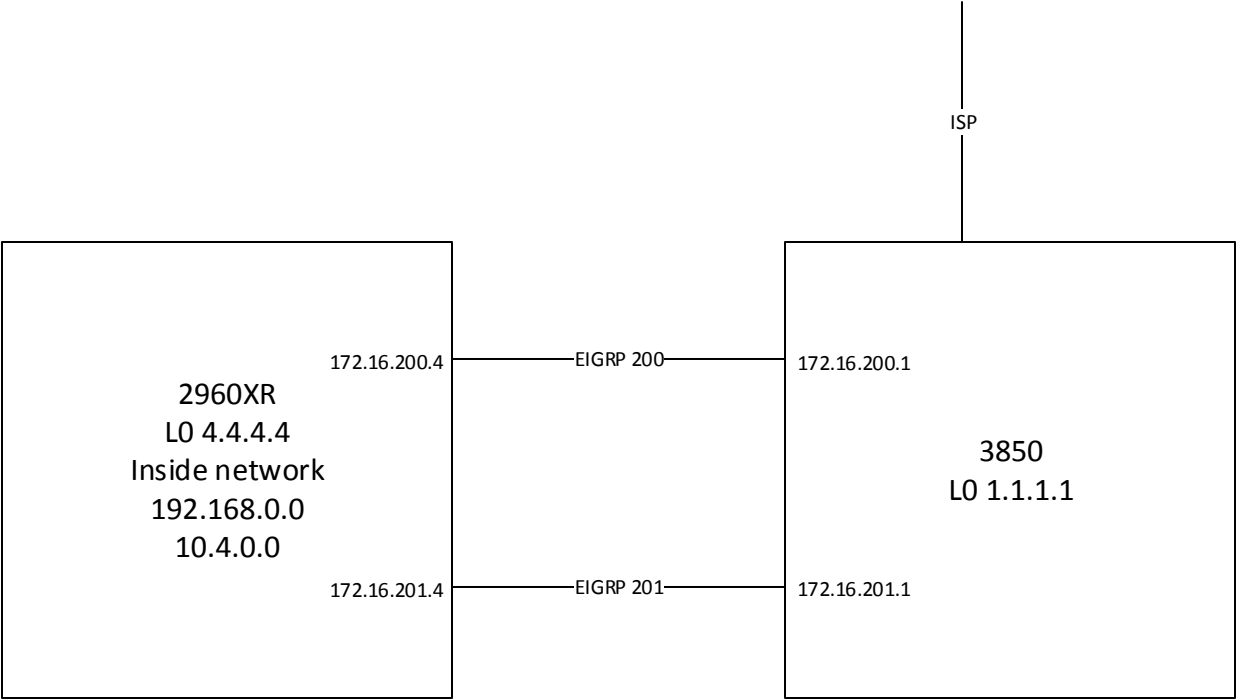 ISP
172.16.200.4
EIGRP 200
172.16.200.1
2960XR
L0 4.4.4.4
Inside network
192.168.0.0
10.4.0.0
3850
L0 1.1.1.1
172.16.201.4
EIGRP 201
172.16.201.1